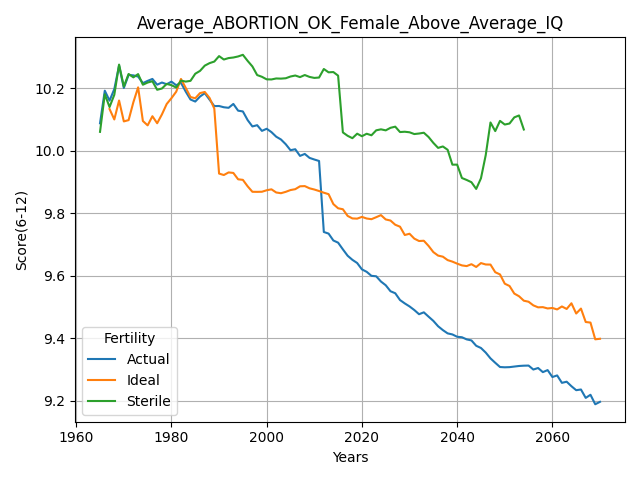 Average_ABORTION_OK_Female_Above_Average_IQ
Score(6-12)
10.2
10.0
9.8
9.6
9.4
9.2
Fertility
Actual
Ideal
Sterile
1960
1980
2000
2020
2040
2060
Years